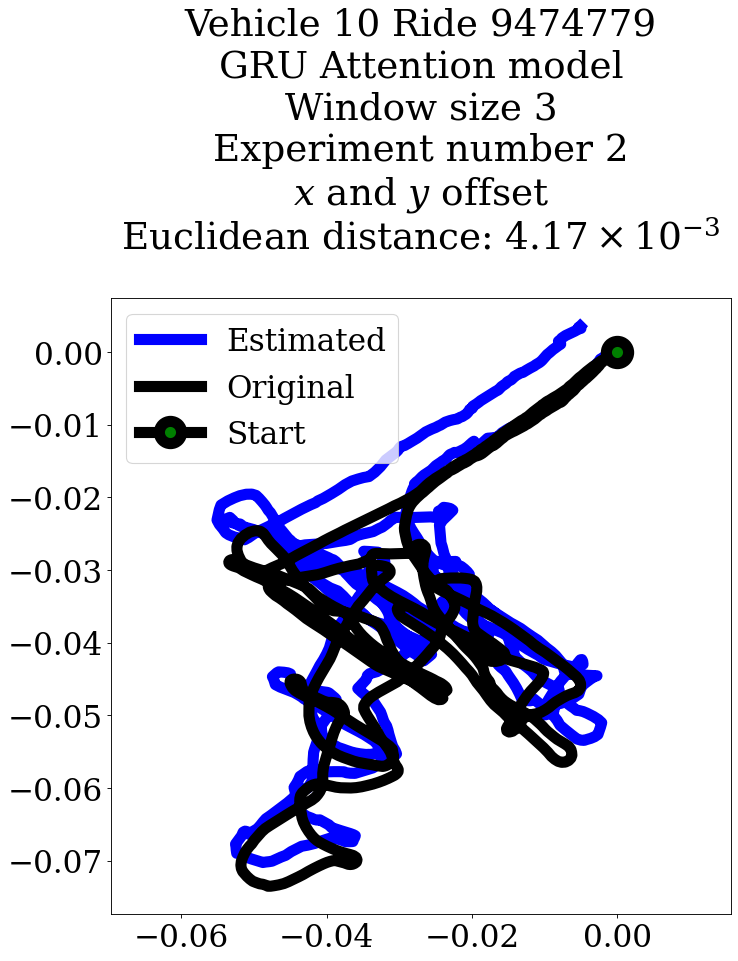 Vehicle 10 Ride 9474779
GRU Attention model
Window size 3
Experiment number 2
x and y offset
Euclidean distance: 4.17 × 10⁻³
Estimated
Original
Start
0.00
−0.01
−0.02
−0.03
−0.04
−0.05
−0.06
−0.07
−0.06 −0.04 −0.02 0.00